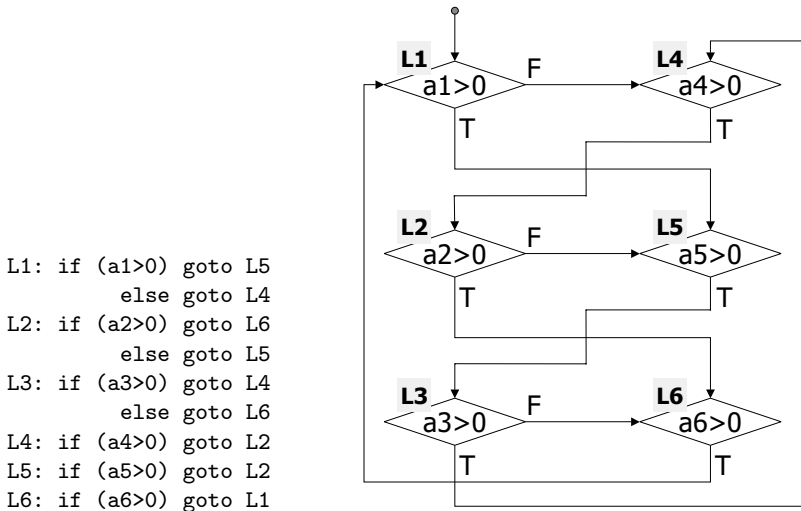 L1: if (a1>0) goto L5
else goto L4
L2: if (a2>0) goto L6
else goto L5
L3: if (a3>0) goto L4
else goto L6
L4: if (a4>0) goto L2
L5: if (a5>0) goto L2
L6: if (a6>0) goto L1
L1
a1>0
F
T
L4
a4>0
T
L2
a2>0
F
T
L5
a5>0
T
L3
a3>0
F
T
L6
a6>0
T